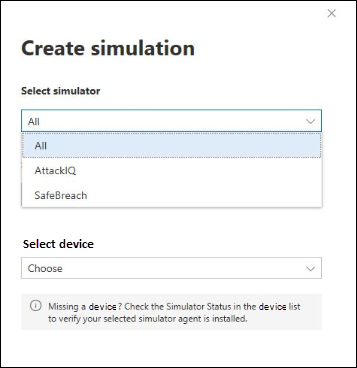 Create simulation
Select simulator
All
All
AttackIQ
SafeBreach
Select device
Choose
Missing a device? Check the Simulator Status in the device list
to verify your selected simulator agent is installed.